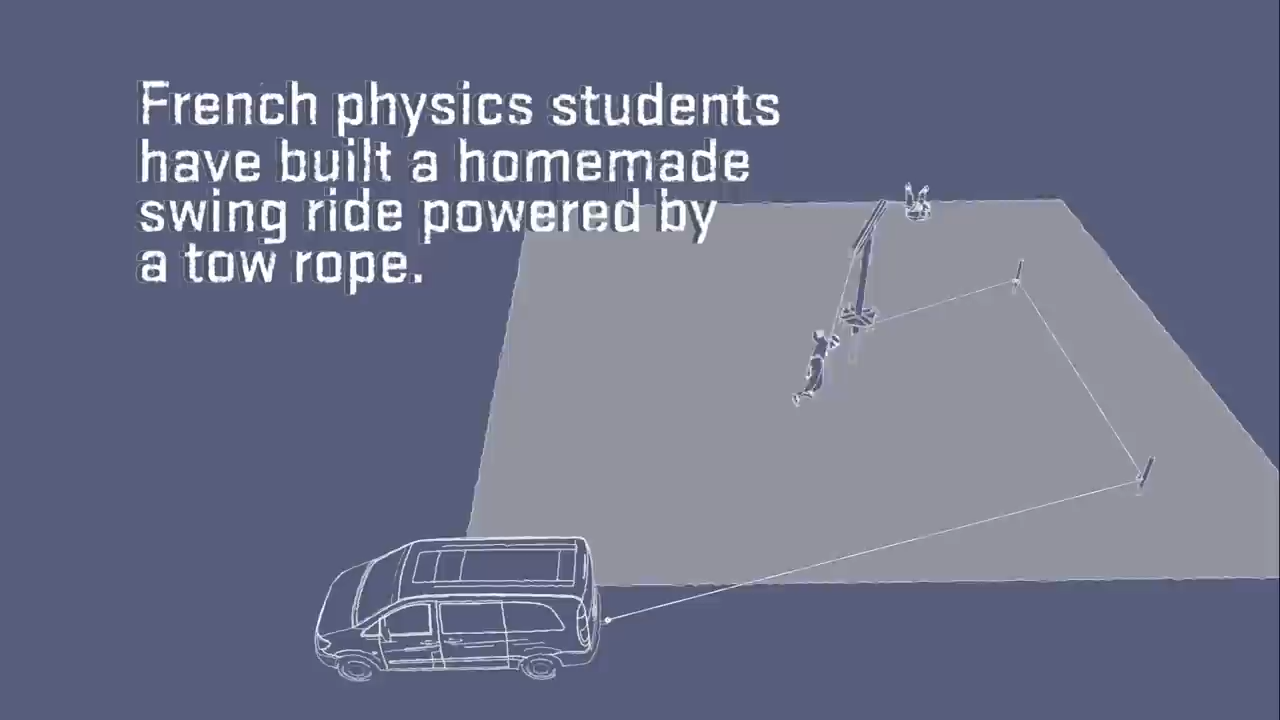 French physics students
have built a homemade
swing ride powered by
a tow rope.